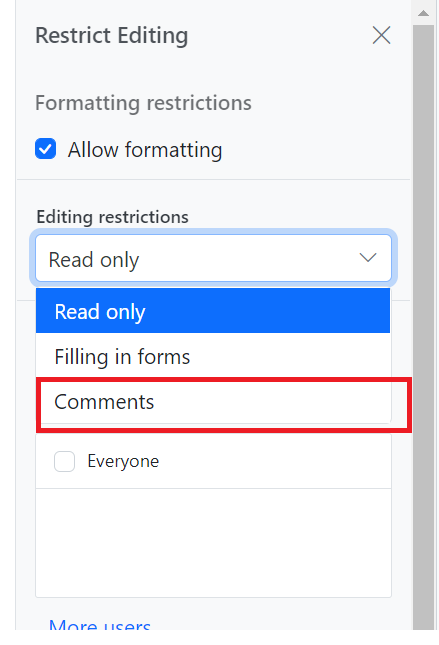 Restrict Editing
Formatting restrictions
Allow formatting
Editing restrictions
Read only
Read only
Filling in forms
Comments
Everyone
More users